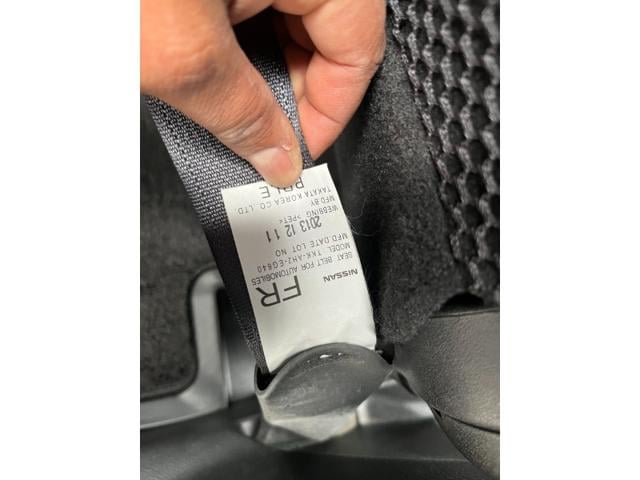 NISSAN
FR
SEAT BELT FOR AUTOMOBILES
MODEL TKK-AH2-EG640
MFD.DATE LOT NO
2013 12 11
WEBBING >PET<
MFD.BY
TAKATA KOREA CO.,LTD.